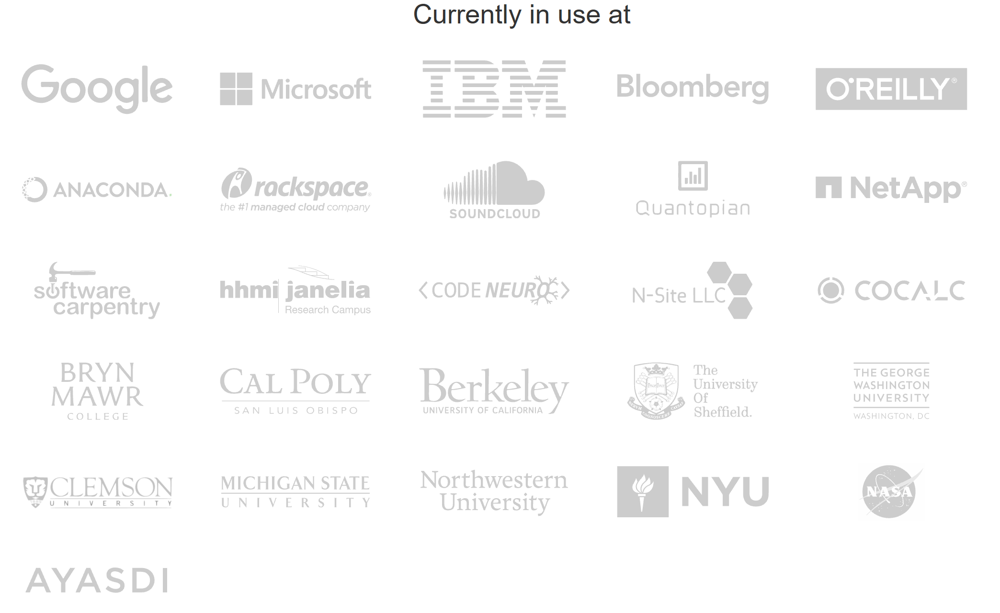 Currently in use at
Google
Microsoft
IBM
Bloomberg
O'REILLY®
ANACONDA.
rackspace®
the #1 managed cloud company
SOUNDCLOUD
Quantopian
NetApp®
software
carpentry
hhmi janelia
Research Campus
<CODE NEURO>
N-Site LLC
COCALC
BRYN
MAWR
COLLEGE
CAL POLY
SAN LUIS OBISPO
Berkeley
UNIVERSITY OF CALIFORNIA
Disce Doce
RERVM COGNOSCERE CAVSAS
The
University
Of
Sheffield.
THE GEORGE
WASHINGTON
UNIVERSITY
WASHINGTON, DC
CLEMSON
UNIVERSITY
1889
MICHIGAN STATE
UNIVERSITY
Northwestern
University
NYU
NASA
AYASDI